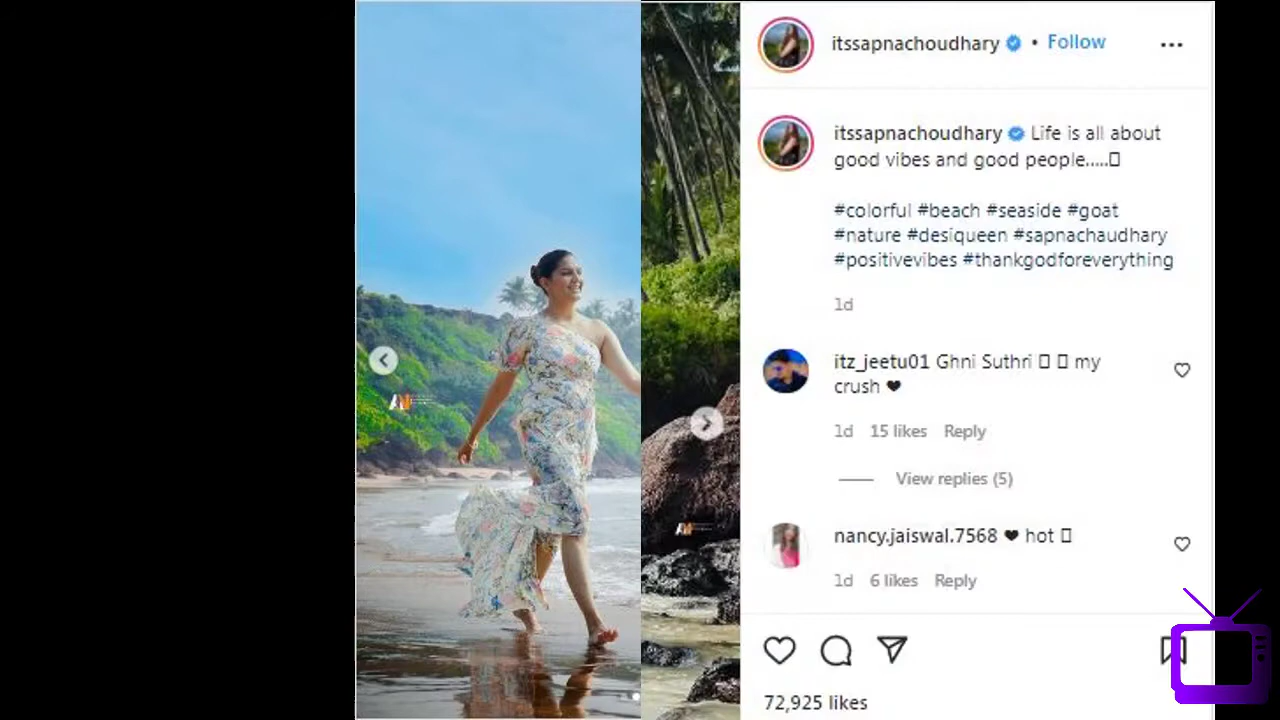 itssapnachoudhary • Follow
itssapnachoudhary Life is all about
good vibes and good people.....
#colorful #beach #seaside #goat
#nature #desiqueen #sapnachaudhary
#positivevibes #thankgodforeverything
1d
itz_jeetu01 Ghni Suthri my
crush ❤
1d 15 likes Reply
View replies (5)
nancy.jaiswal.7568 ❤ hot
1d 6 likes Reply
72,925 likes